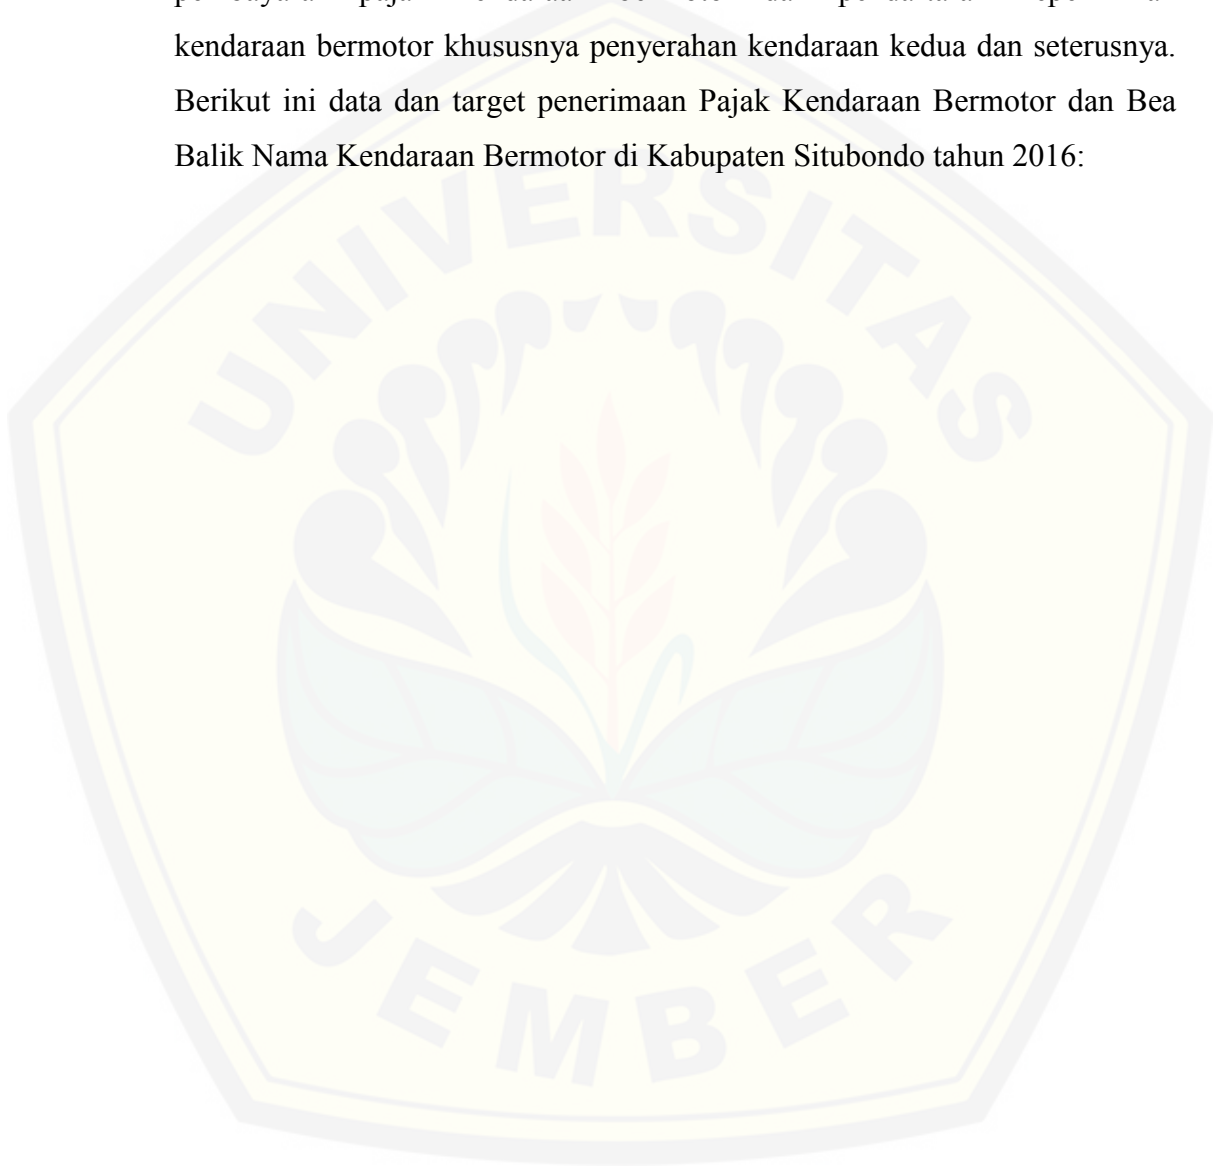 kendaraan bermotor khususnya penyerahan kendaraan kedua dan seterusnya.
Berikut ini data dan target penerimaan Pajak Kendaraan Bermotor dan Bea
Balik Nama Kendaraan Bermotor di Kabupaten Situbondo tahun 2016:
UNIVERSITAS
JEMBER